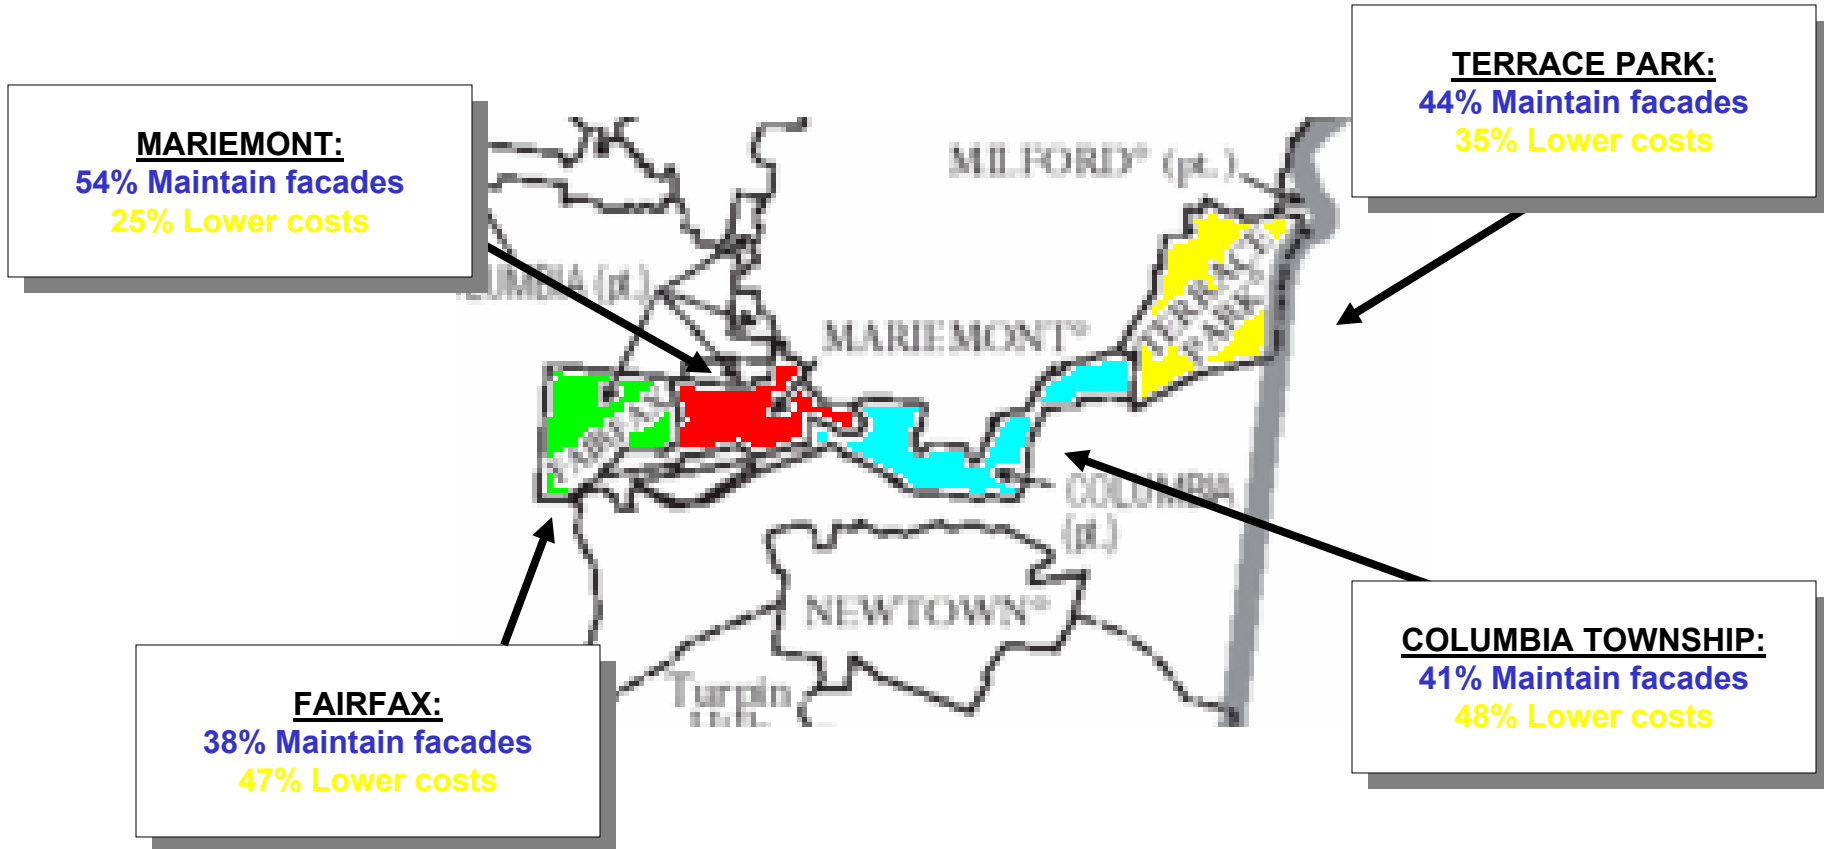 TERRACE PARK:
44% Maintain facades
35% Lower costs
MARIEMONT:
54% Maintain facades
25% Lower costs
MILFORD° (pt.)
TERRACE
PARK°
LUMBIA (pt.)
MARIEMONT°
FAIRFAX
COLUMBIA
(pt.)
NEWTOWN°
Turpin
COLUMBIA TOWNSHIP:
41% Maintain facades
48% Lower costs
FAIRFAX:
38% Maintain facades
47% Lower costs